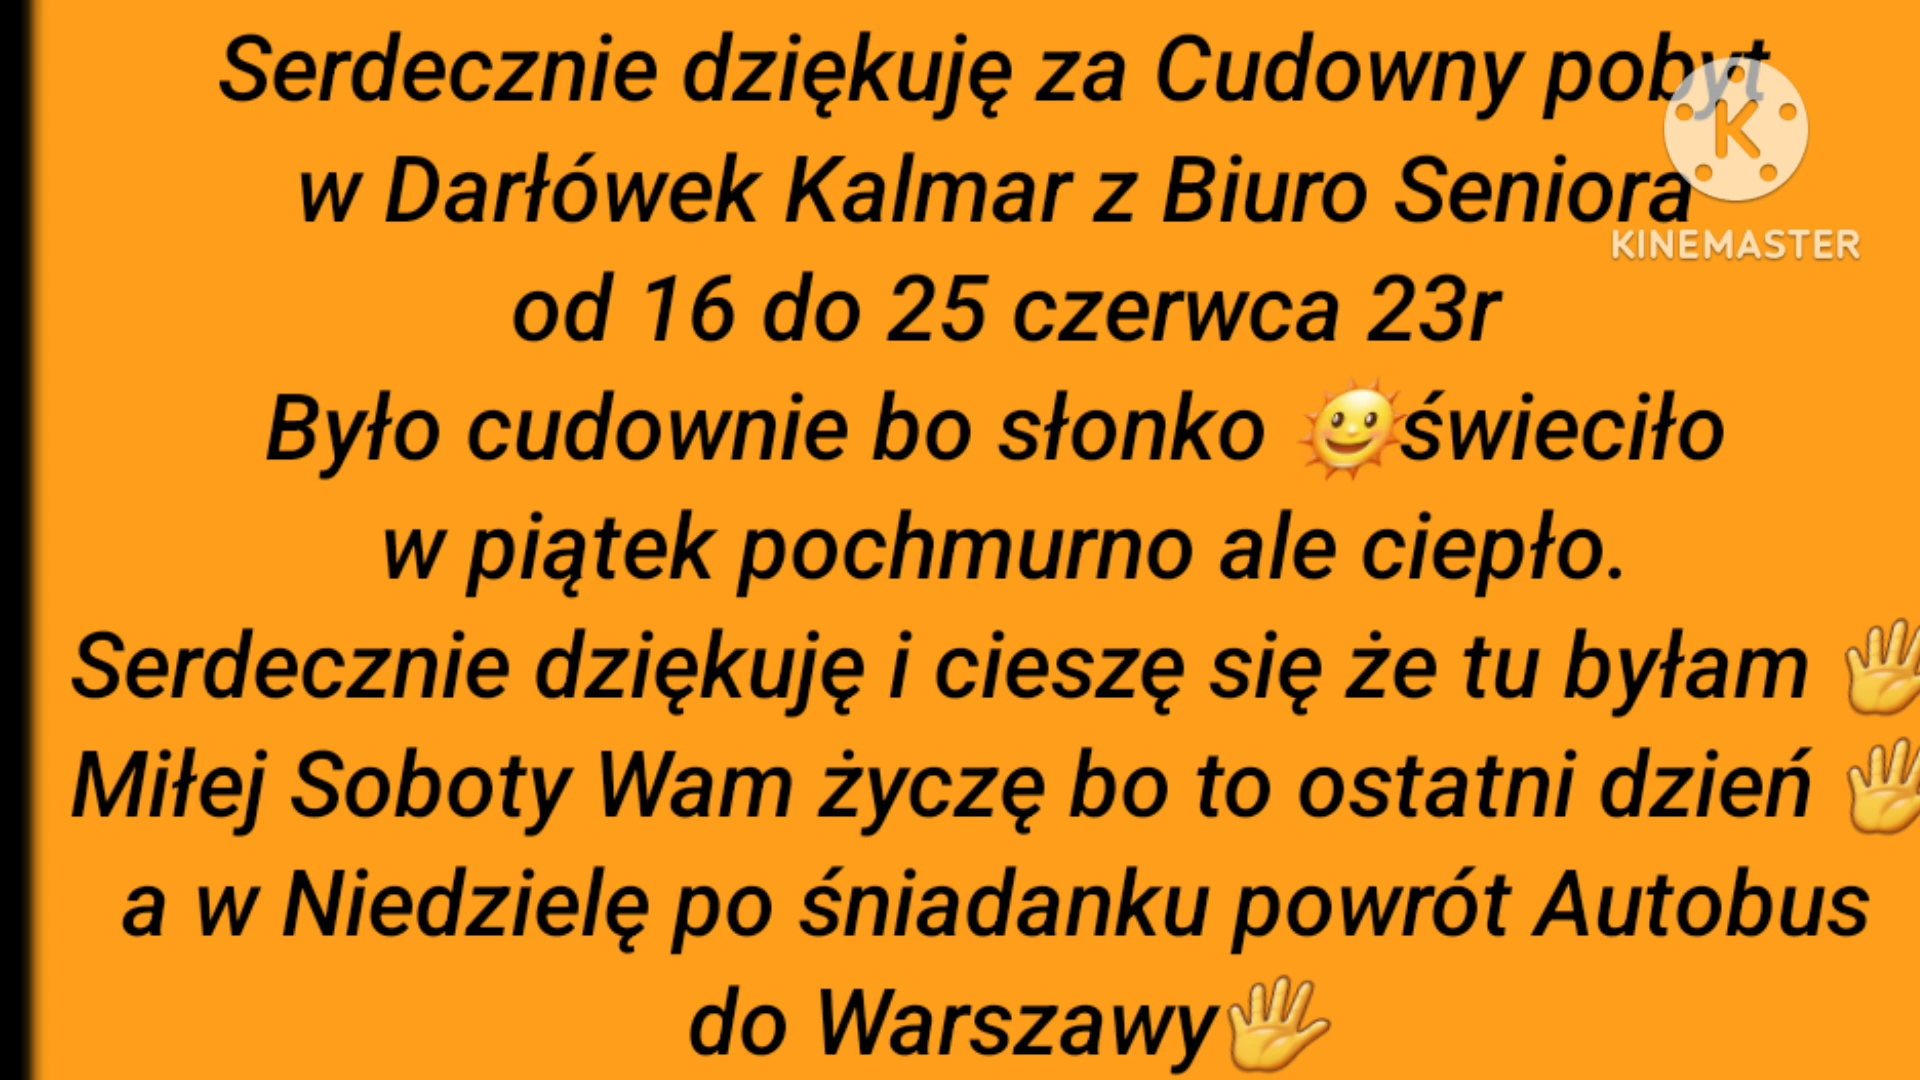 Serdecznie dziękuję za Cudowny pobyt
w Darłówek Kalmar z Biuro Seniora
od 16 do 25 czerwca 23r
Było cudownie bo słonko 🌞świeciło
w piątek pochmurno ale ciepło.
Serdecznie dziękuję i cieszę się że tu byłam 🖐
Miłej Soboty Wam życzę bo to ostatni dzień 🖐
a w Niedzielę po śniadanku powrót Autobus
do Warszawy🖐
K
KINEMASTER